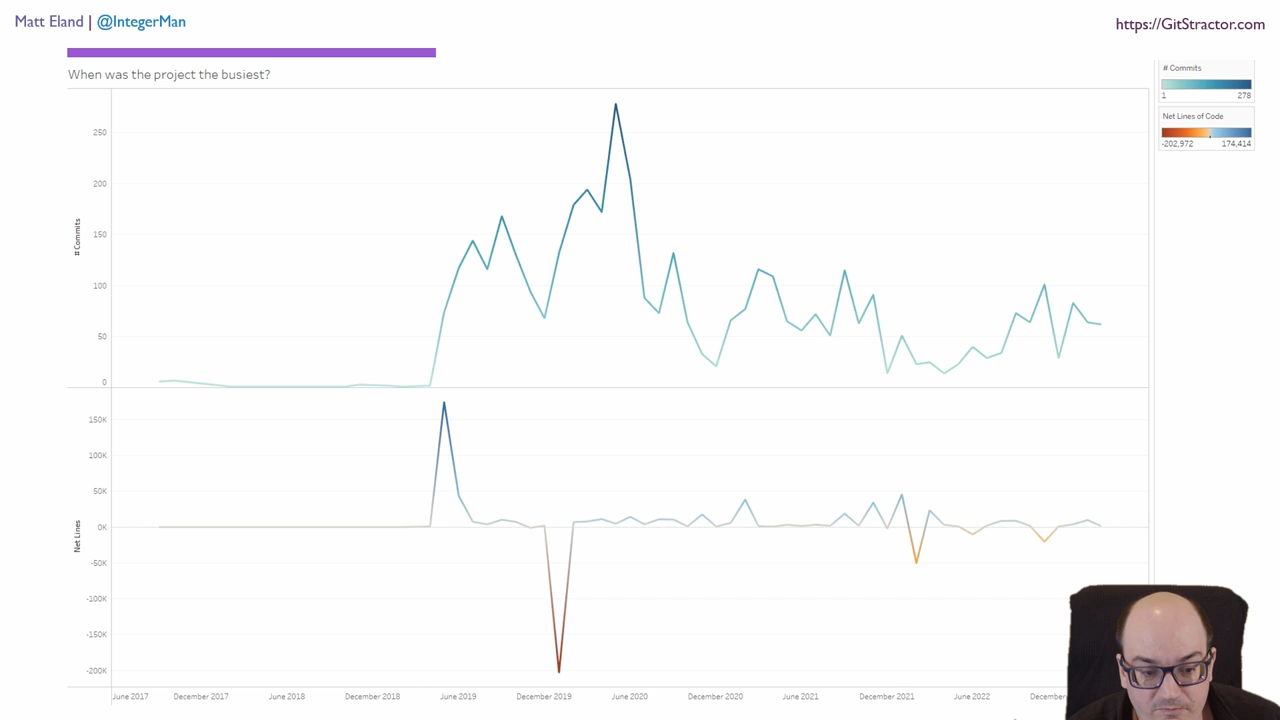 Matt Eland | @IntegerMan
https://GitStractor.com
When was the project the busiest?
# Commits
1 278
Net Lines of Code
-202,972 174,414
# Commits
250
200
150
100
50
0
Net Lines
150K
100K
50K
0K
-50K
-100K
-150K
-200K
June 2017 December 2017 June 2018 December 2018 June 2019 December 2019 June 2020 December 2020 June 2021 December 2021 June 2022